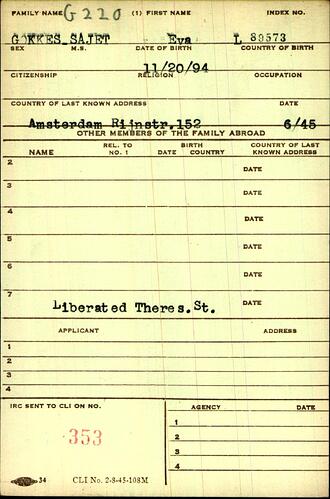 FAMILY NAME G220 (1) FIRST NAME INDEX NO.
GOKKES_SAJET Eva L 89573
SEX M.S. DATE OF BIRTH COUNTRY OF BIRTH
11/20/94
CITIZENSHIP RELIGION OCCUPATION
COUNTRY OF LAST KNOWN ADDRESS DATE
Amsterdam Rijnstr.152 6/45
OTHER MEMBERS OF THE FAMILY ABROAD
NAME REL. TO NO. 1 BIRTH DATE COUNTRY COUNTRY OF LAST KNOWN ADDRESS
2 DATE
3 DATE
4 DATE
5 DATE
6 DATE
7 DATE
Liberated Theres.St.
APPLICANT ADDRESS
1
2
3
4
IRC SENT TO CLI ON NO. AGENCY DATE
353
1
2
3
4
34 CLI No. 2-8-45-108M